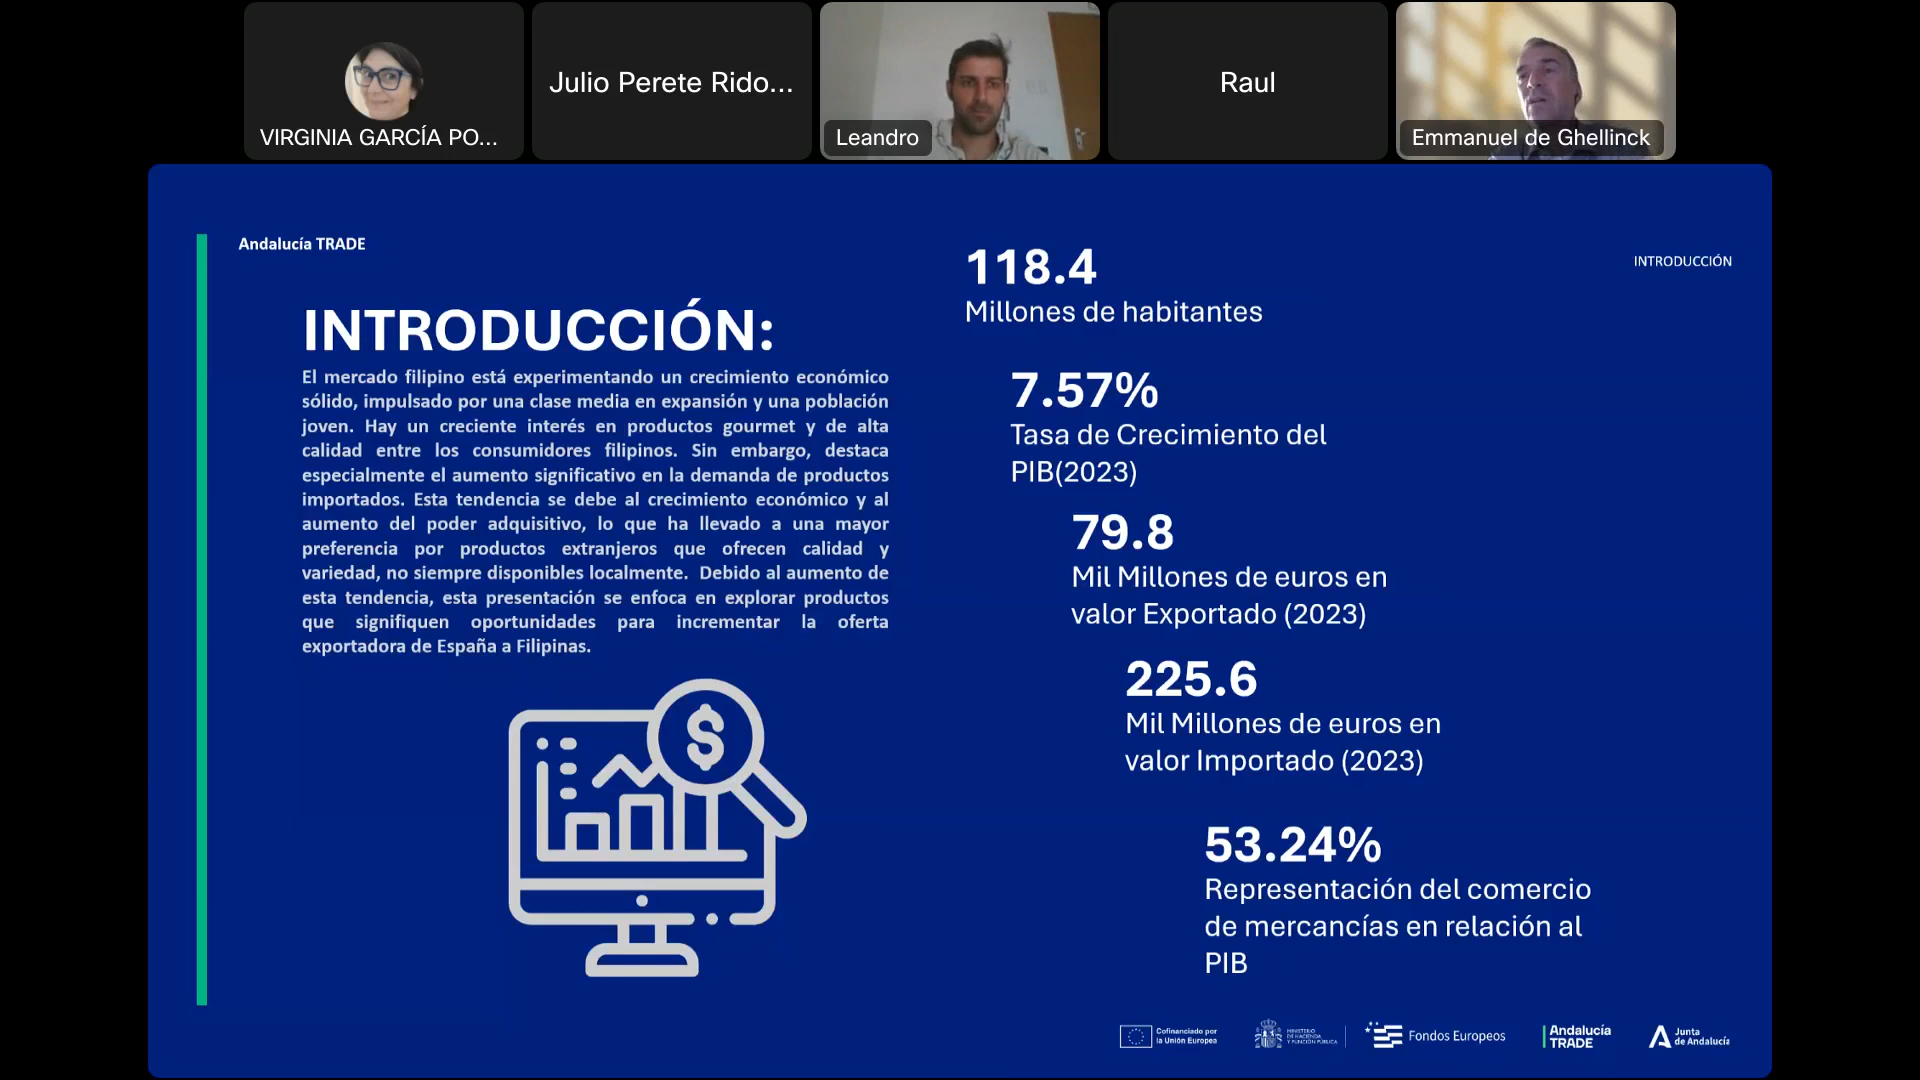 VIRGINIA GARCÍA PO...
Julio Perete Rido...
Leandro
Raul
Emmanuel de Ghellinck
Andalucía TRADE
INTRODUCCIÓN
INTRODUCCIÓN:
El mercado filipino está experimentando un crecimiento económico
sólido, impulsado por una clase media en expansión y una población
joven. Hay un creciente interés en productos gourmet y de alta
calidad entre los consumidores filipinos. Sin embargo, destaca
especialmente el aumento significativo en la demanda de productos
importados. Esta tendencia se debe al crecimiento económico y al
aumento del poder adquisitivo, lo que ha llevado a una mayor
preferencia por productos extranjeros que ofrecen calidad y
variedad, no siempre disponibles localmente. Debido al aumento de
esta tendencia, esta presentación se enfoca en explorar productos
que signifiquen oportunidades para incrementar la oferta
exportadora de España a Filipinas.
$
118.4
Millones de habitantes
7.57%
Tasa de Crecimiento del
PIB(2023)
79.8
Mil Millones de euros en
valor Exportado (2023)
225.6
Mil Millones de euros en
valor Importado (2023)
53.24%
Representación del comercio
de mercancías en relación al
PIB
Cofinanciado por
la Unión Europea
MINISTERIO
DE HACIENDA
Y FUNCIÓN PÚBLICA
Fondos Europeos
Andalucía
TRADE
Junta
de Andalucía